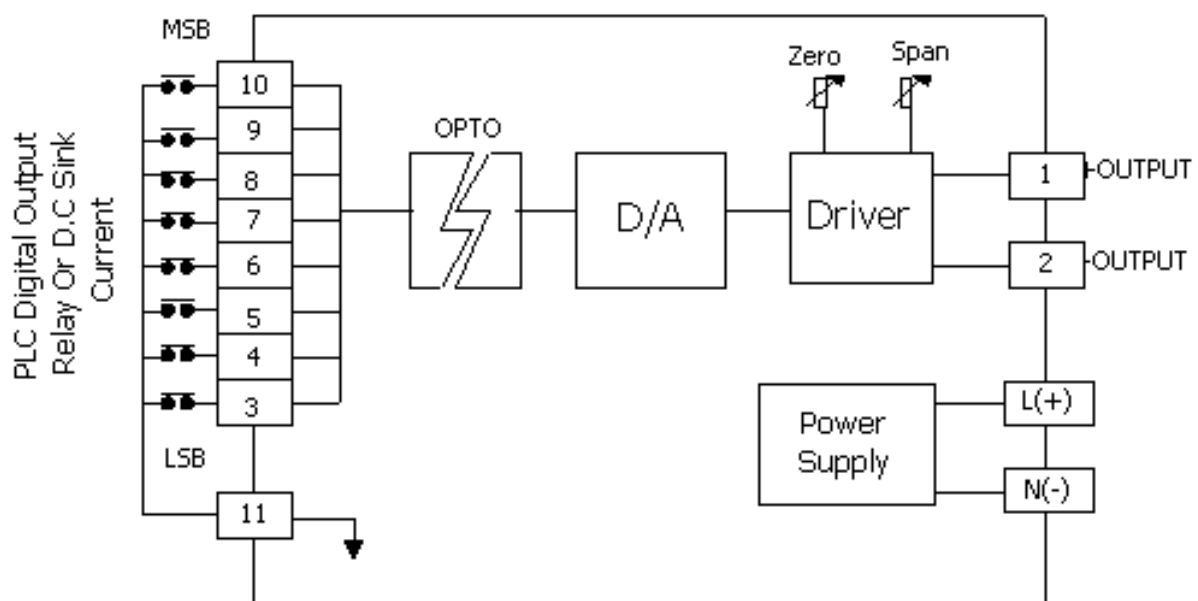 MSB
10
9
8
7
6
5
4
3
LSB
11
PLC Digital Output
Relay Or D.C Sink
Current
OPTO
D/A
Zero
Span
Driver
1
+OUTPUT
2
-OUTPUT
Power
Supply
L(+)
N(-)